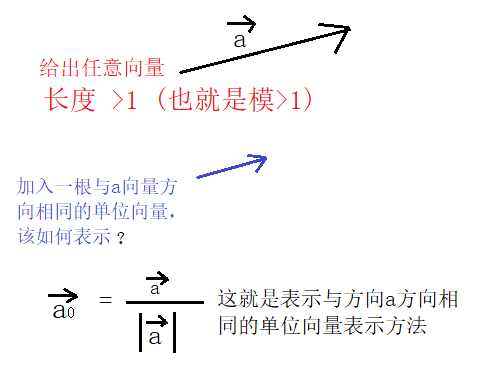 a
给出任意向量
长度 >1 (也就是模>1)
加入一根与a向量方
向相同的单位向量，
该如何表示？
a0 = a / |a|
这就是表示与方向a方向相
同的单位向量表示方法